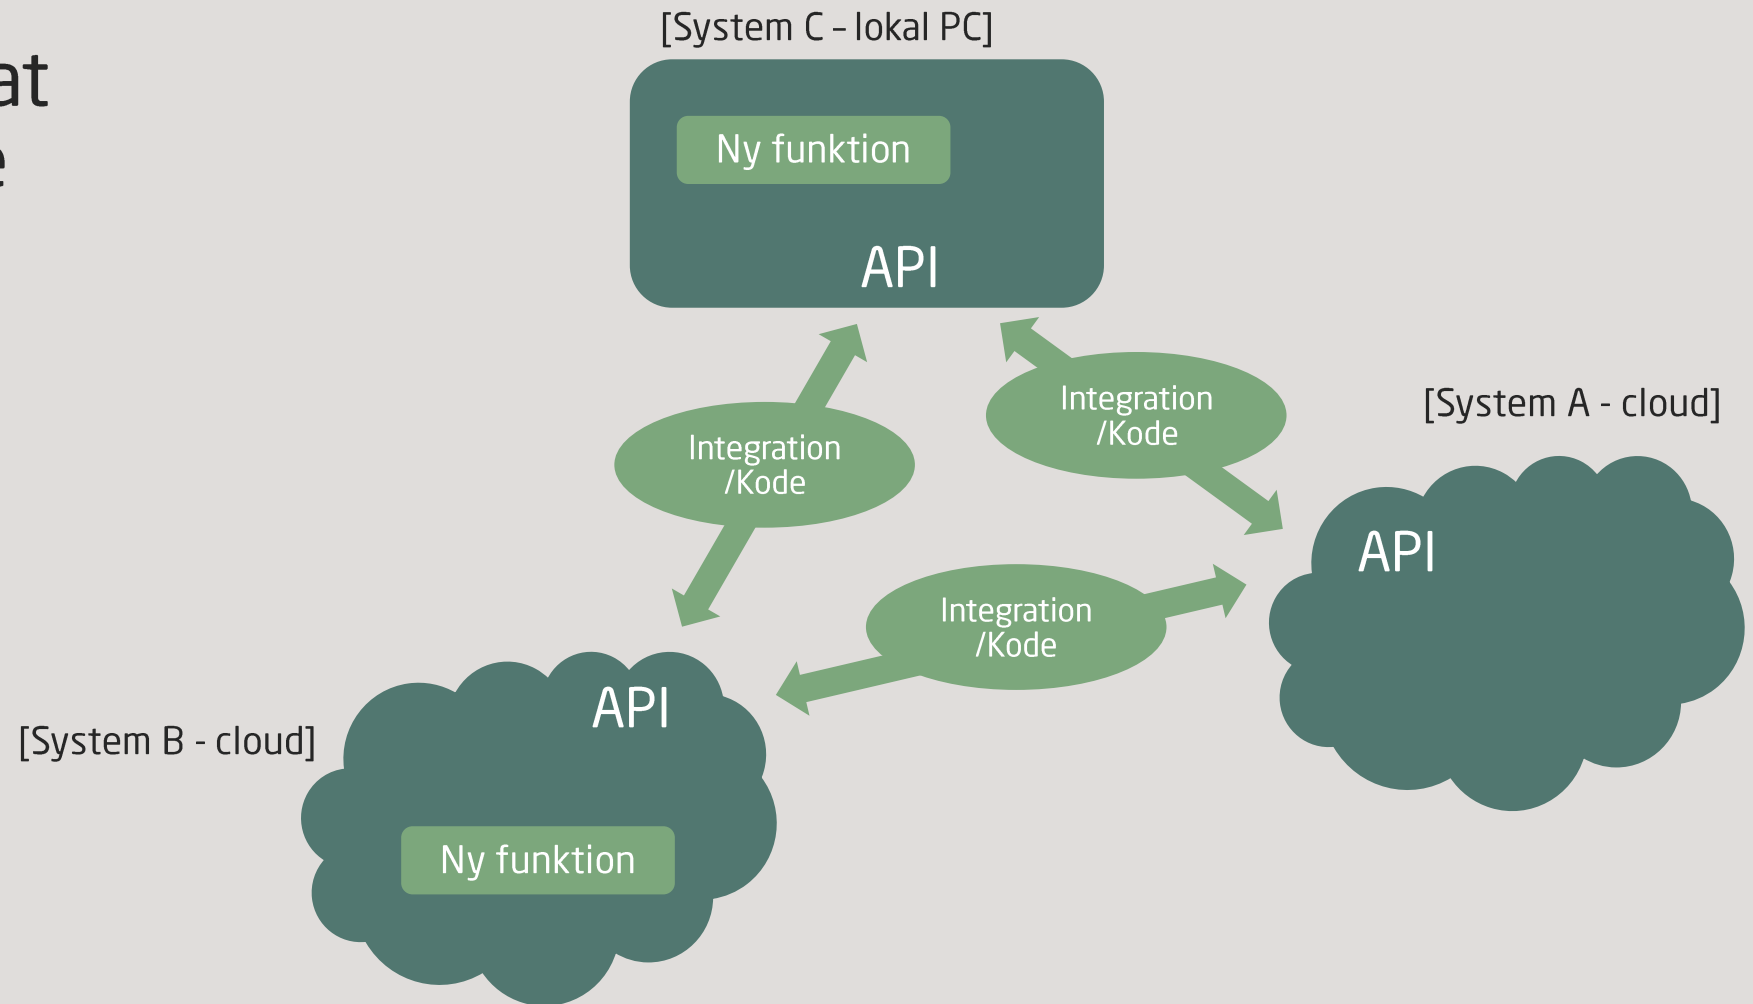 at
e
[System C – lokal PC]
Ny funktion
API
Integration
/Kode
[System A - cloud]
Integration
/Kode
API
Integration
/Kode
API
[System B - cloud]
Ny funktion